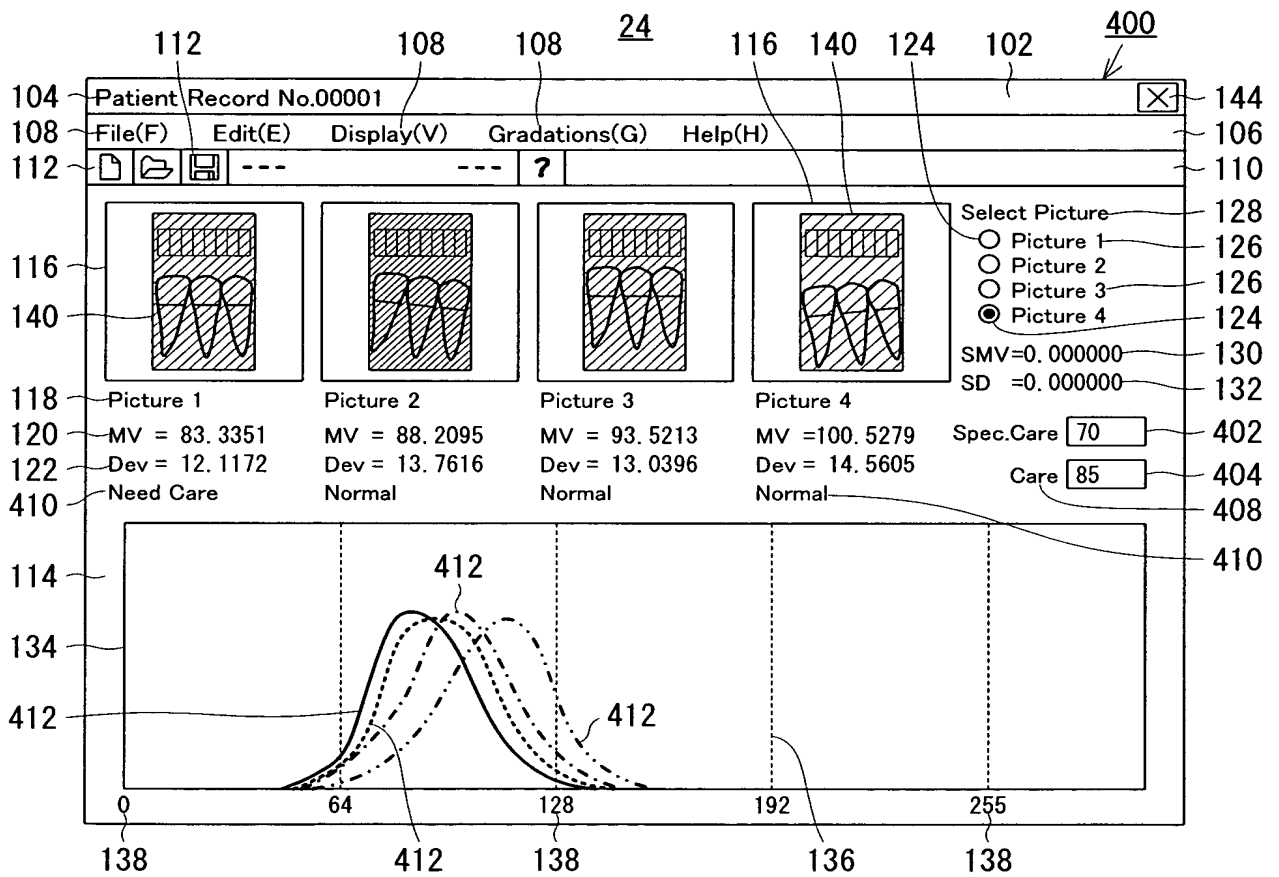 24
400
112 108 108 116 140 124 102
104 Patient Record No.00001 144
108 File(F) Edit(E) Display(V) Gradations(G) Help(H) 106
112 --- --- ? 110
Select Picture 128
Picture 1 126
116 Picture 2
Picture 3 126
140 Picture 4 124
SMV=0.000000 130
SD =0.000000 132
118 Picture 1 Picture 2 Picture 3 Picture 4
120 MV = 83.3351 MV = 88.2095 MV = 93.5213 MV =100.5279 Spec.Care 70 402
122 Dev = 12.1172 Dev = 13.7616 Dev = 13.0396 Dev = 14.5605 Care 85 404
410 Need Care Normal Normal Normal 408
114 412 410
134
412 412
0 64 128 192 255
138 412 138 136 138